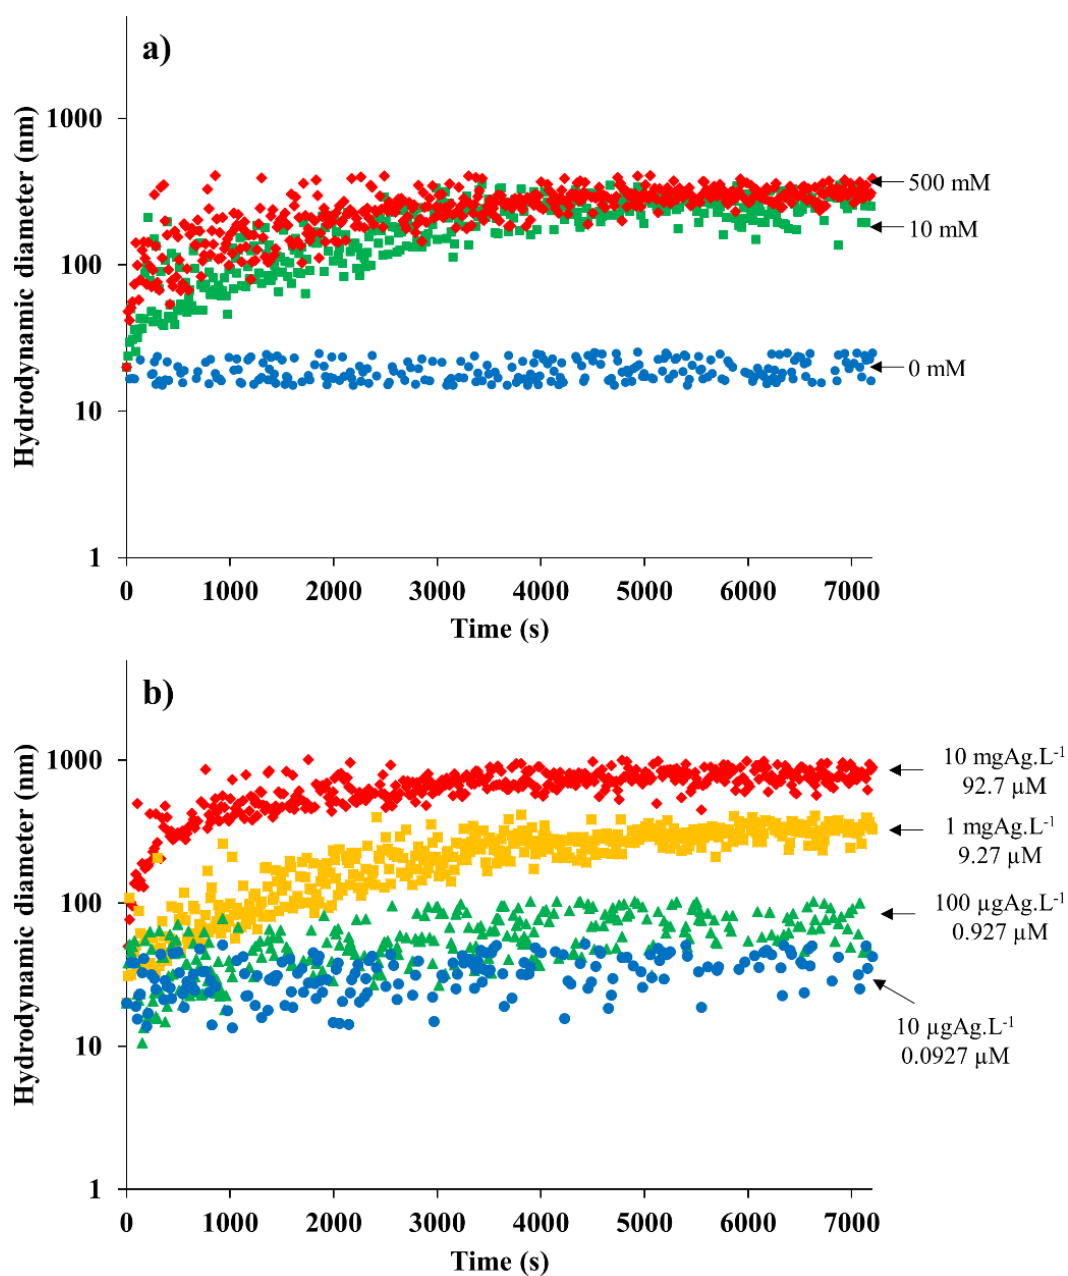 a)
Hydrodynamic diameter (nm)
1000
100
10
1
500 mM
10 mM
0 mM
0 1000 2000 3000 4000 5000 6000 7000
Time (s)
b)
Hydrodynamic diameter (nm)
1000
100
10
1
10 mgAg.L⁻¹
92.7 µM
1 mgAg.L⁻¹
9.27 µM
100 µgAg.L⁻¹
0.927 µM
10 µgAg.L⁻¹
0.0927 µM
0 1000 2000 3000 4000 5000 6000 7000
Time (s)